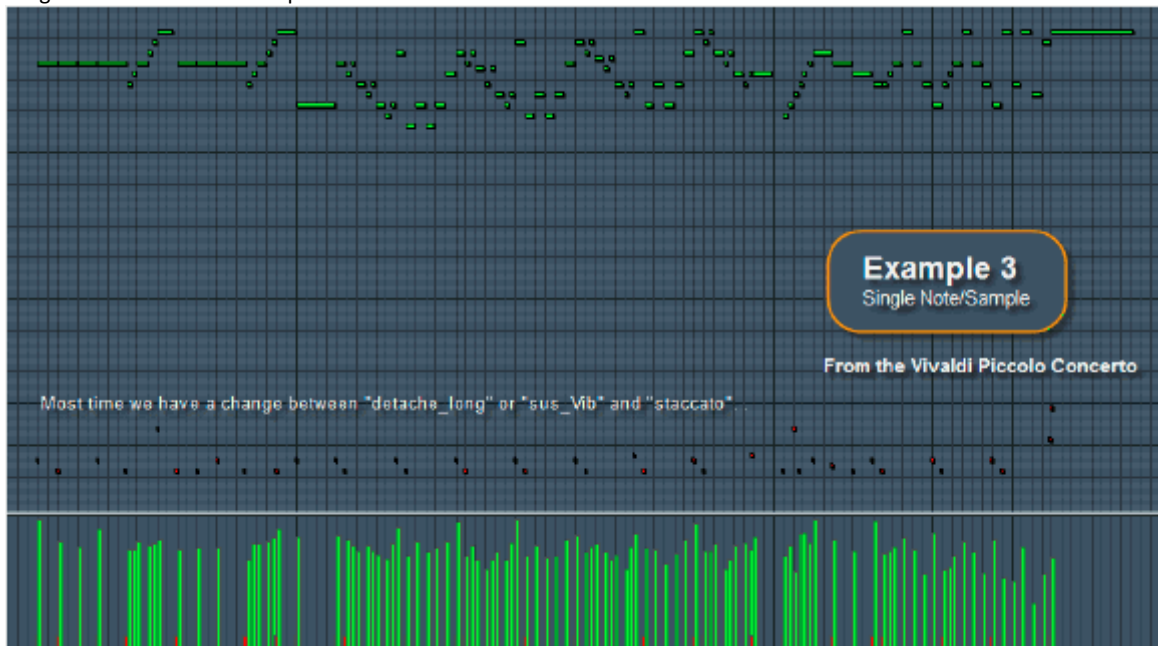 Example 3
Single Note/Sample
From the Vivaldi Piccolo Concerto
Most time we have a change between "detache_long" or "sus_Vib" and "staccato"...